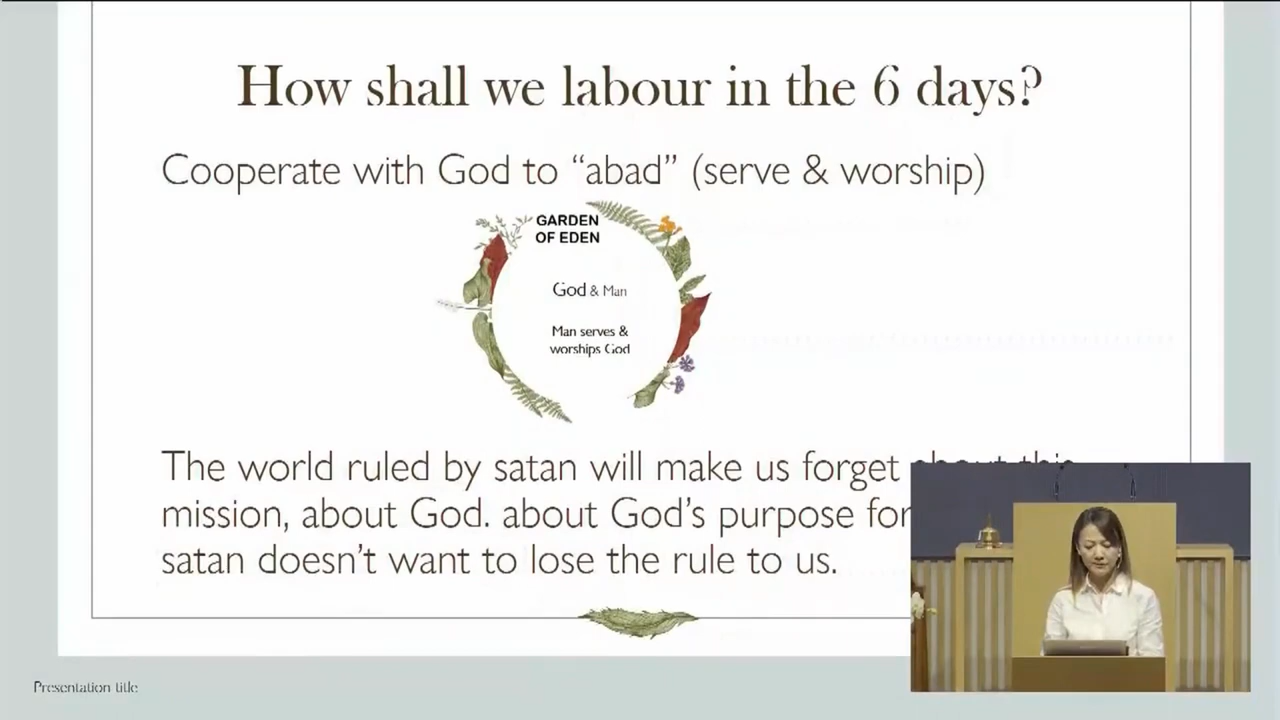 How shall we labour in the 6 days?
Cooperate with God to “abad” (serve & worship)
GARDEN
OF EDEN
God & Man
Man serves &
worships God
The world ruled by satan will make us forget about this
mission, about God. about God’s purpose for
satan doesn’t want to lose the rule to us.
Presentation title